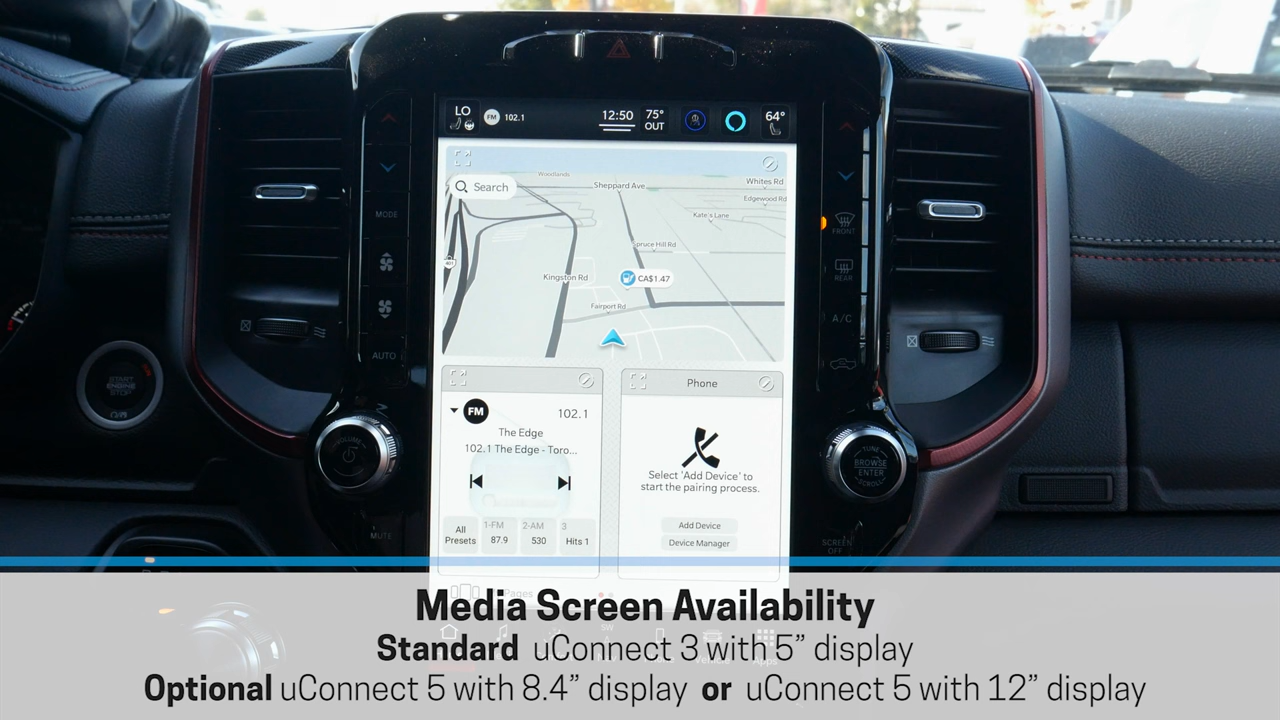 LO
FM 102.1
12:50
75°
OUT
64°
Search
Woodlands
Sheppard Ave
Whites Rd
Edgewood Rd
Kate's Lane
Spruce Hill Rd
401
Kingston Rd
CA$1.47
Fairport Rd
MODE
AUTO
FRONT
REAR
A/C
START
ENGINE
STOP
VOLUME
MUTE
FM
102.1
The Edge
102.1 The Edge - Toro...
All
Presets
1-FM
87.9
2-AM
530
3
Hits 1
Phone
Select 'Add Device' to
start the pairing process.
Add Device
Device Manager
TUNE
BROWSE
ENTER
SCROLL
SCREEN
OFF
Pages
Media Screen Availability
Standard uConnect 3 with 5” display
Optional uConnect 5 with 8.4” display or uConnect 5 with 12” display